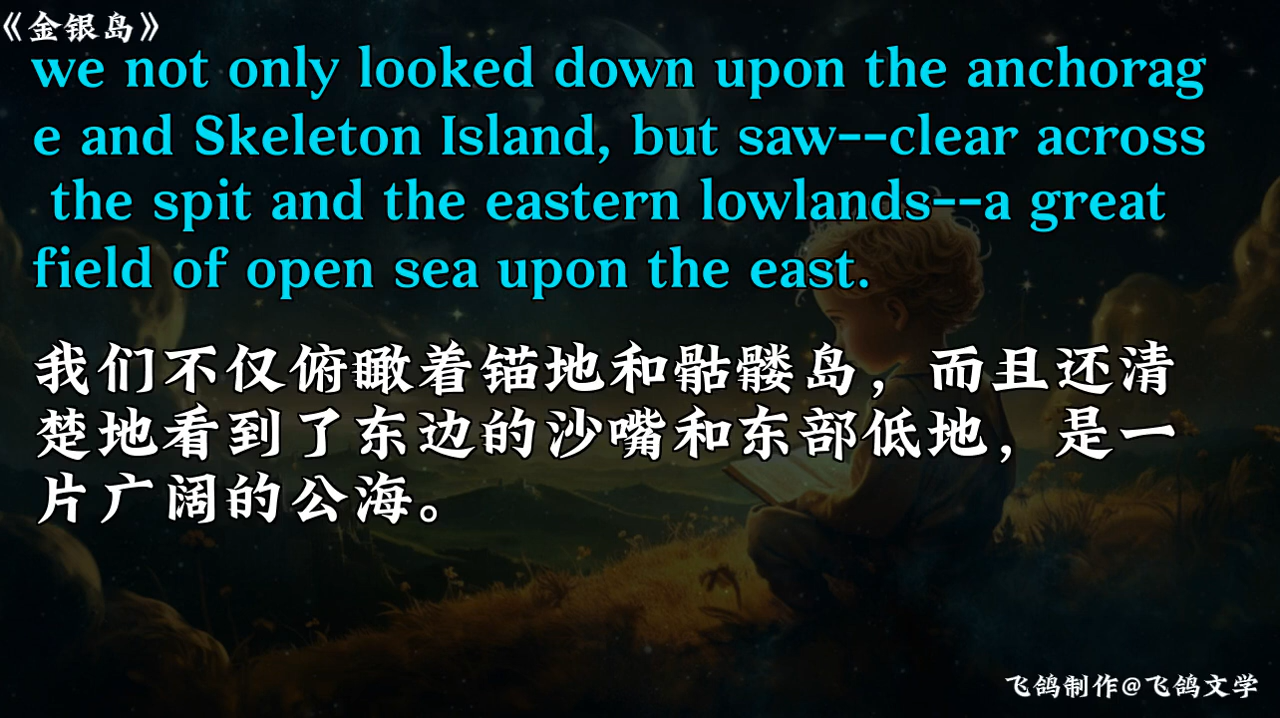 《金银岛》
we not only looked down upon the anchorag
e and Skeleton Island, but saw--clear across
the spit and the eastern lowlands--a great
field of open sea upon the east.
我们不仅俯瞰着锚地和骷髅岛，而且还清
楚地看到了东边的沙嘴和东部低地，是一
片广阔的公海。
飞鸽制作@飞鸽文学